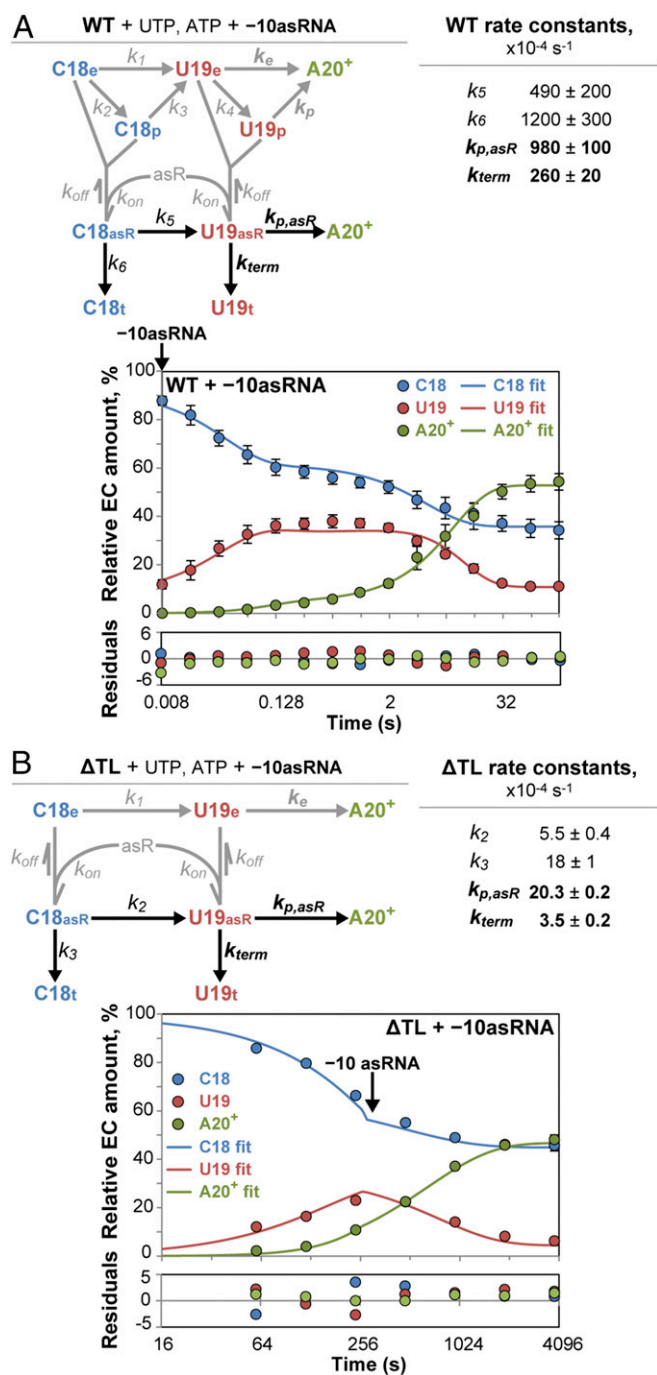 A
WT + UTP, ATP + −10asRNA
WT rate constants,
x10-4 s-1
C18e k1 U19e ke A20+
k5 490 ± 200
k2 k3 k4 kp
k6 1200 ± 300
C18p U19p
kp,asR 980 ± 100
kterm 260 ± 20
koff kon asR kon koff
C18asR k5 U19asR kp,asR A20+
k6 kterm
C18t U19t
−10asRNA
WT + −10asRNA
C18 C18 fit
U19 U19 fit
A20+ A20+ fit
Relative EC amount, %
100
80
60
40
20
0
Residuals
6
0
-6
0.008 0.128 2 32
Time (s)
B
ΔTL + UTP, ATP + −10asRNA
ΔTL rate constants,
x10-4 s-1
C18e k1 U19e ke A20+
k2 5.5 ± 0.4
k3 18 ± 1
kp,asR 20.3 ± 0.2
kterm 3.5 ± 0.2
koff kon asR kon koff
C18asR k2 U19asR kp,asR A20+
k3 kterm
C18t U19t
ΔTL + −10asRNA
−10 asRNA
C18
U19
A20+
C18 fit
U19 fit
A20+ fit
Relative EC amount, %
100
80
60
40
20
0
Residuals
5
0
-5
16 64 256 1024 4096
Time (s)